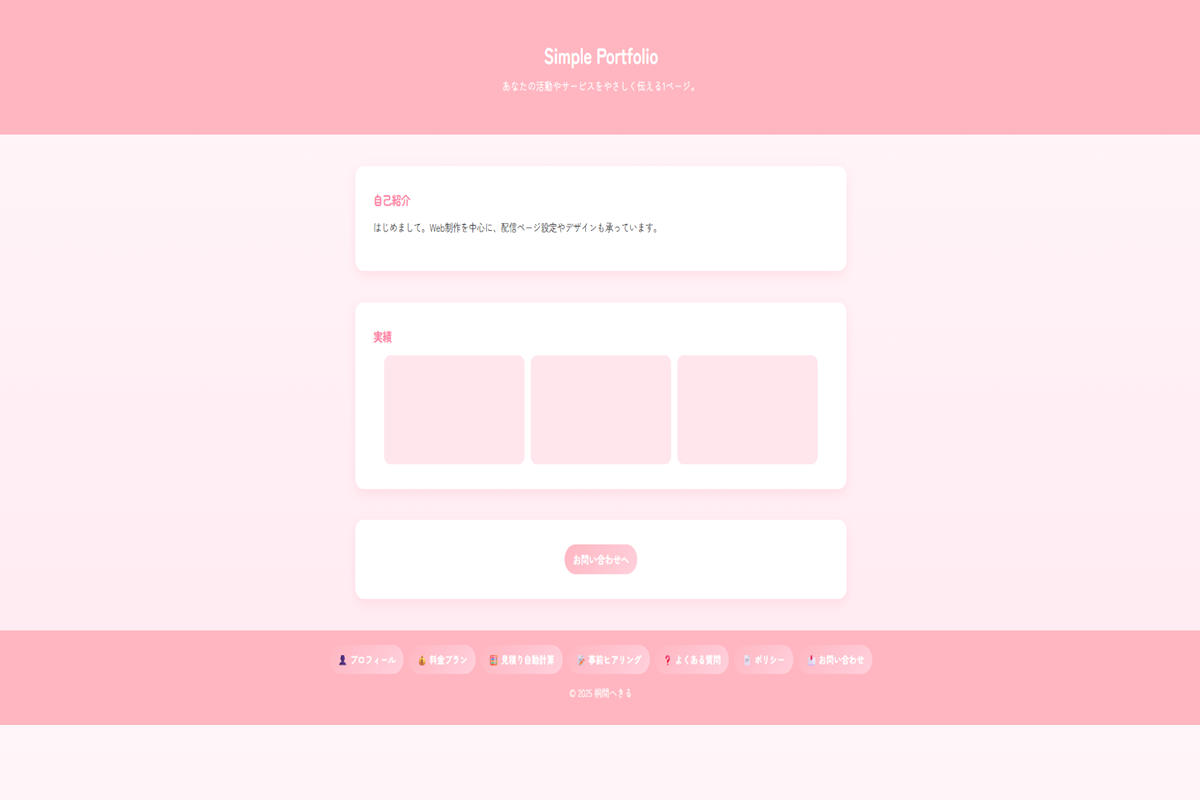 Simple Portfolio
あなたの活動やサービスをやさしく伝える1ページ。
自己紹介
はじめまして。Web制作を中心に、配信ページ設定やデザインも承っています。
実績
お問い合わせへ
プロフィール 料金プラン 見積り自動計算 事前ヒアリング よくある質問 ポリシー お問い合わせ
© 2025 桐間へきる